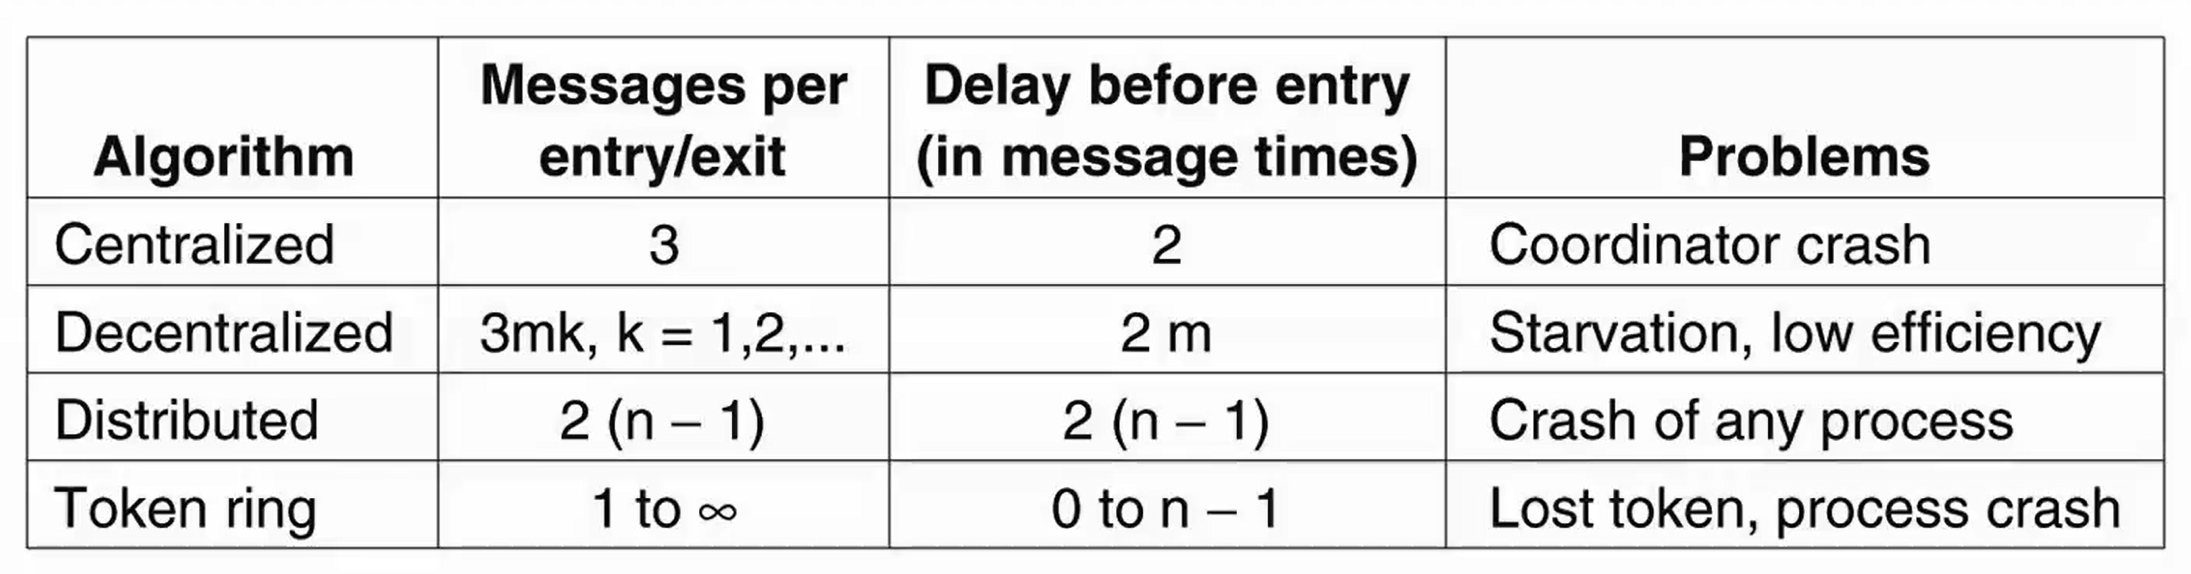 Algorithm | Messages per entry/exit | Delay before entry (in message times) | Problems
Centralized | 3 | 2 | Coordinator crash
Decentralized | 3mk, k = 1,2,... | 2 m | Starvation, low efficiency
Distributed | 2 (n – 1) | 2 (n – 1) | Crash of any process
Token ring | 1 to ∞ | 0 to n – 1 | Lost token, process crash